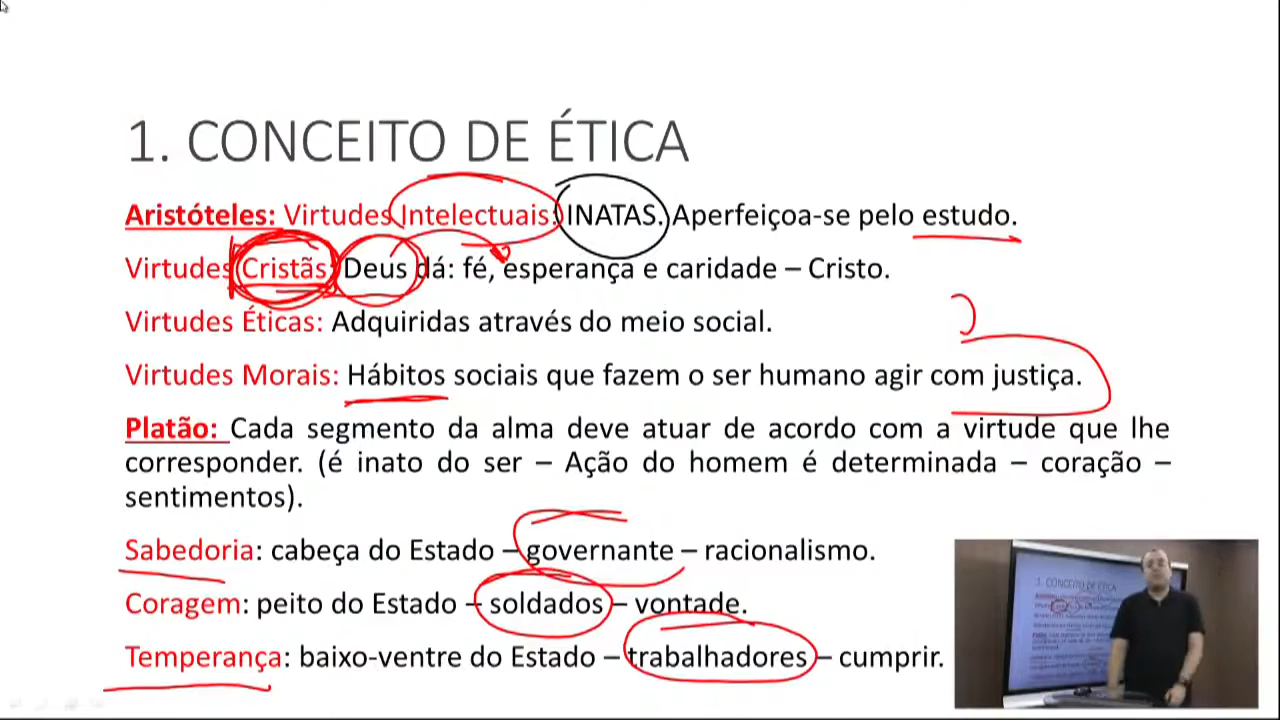 1. CONCEITO DE ÉTICA
Aristóteles: Virtudes Intelectuais: INATAS. Aperfeiçoa-se pelo estudo.
Virtudes Cristãs: Deus dá: fé, esperança e caridade – Cristo.
Virtudes Éticas: Adquiridas através do meio social.
Virtudes Morais: Hábitos sociais que fazem o ser humano agir com justiça.
Platão: Cada segmento da alma deve atuar de acordo com a virtude que lhe
corresponder. (é inato do ser – Ação do homem é determinada – coração –
sentimentos).
Sabedoria: cabeça do Estado – governante – racionalismo.
Coragem: peito do Estado – soldados – vontade.
Temperança: baixo-ventre do Estado – trabalhadores – cumprir.
1. CONCEITO DE ÉTICA